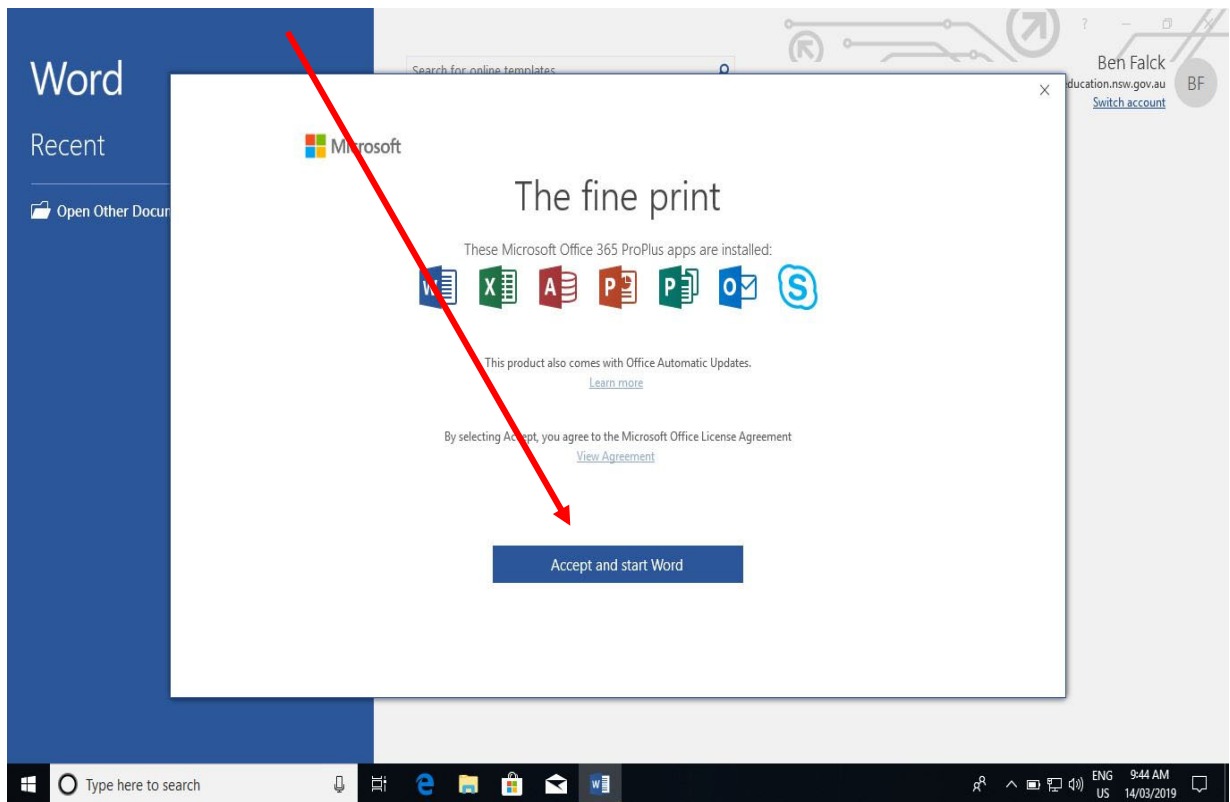 ?
Word
Search for online templates
Ben Falck
ducation.nsw.gov.au
BF
Switch account
Recent
Microsoft
The fine print
Open Other Docur
These Microsoft Office 365 ProPlus apps are installed:
W X A P P O S
This product also comes with Office Automatic Updates.
Learn more
By selecting Accept, you agree to the Microsoft Office License Agreement
View Agreement
Accept and start Word
Type here to search
W
ENG
US
9:44 AM
14/03/2019